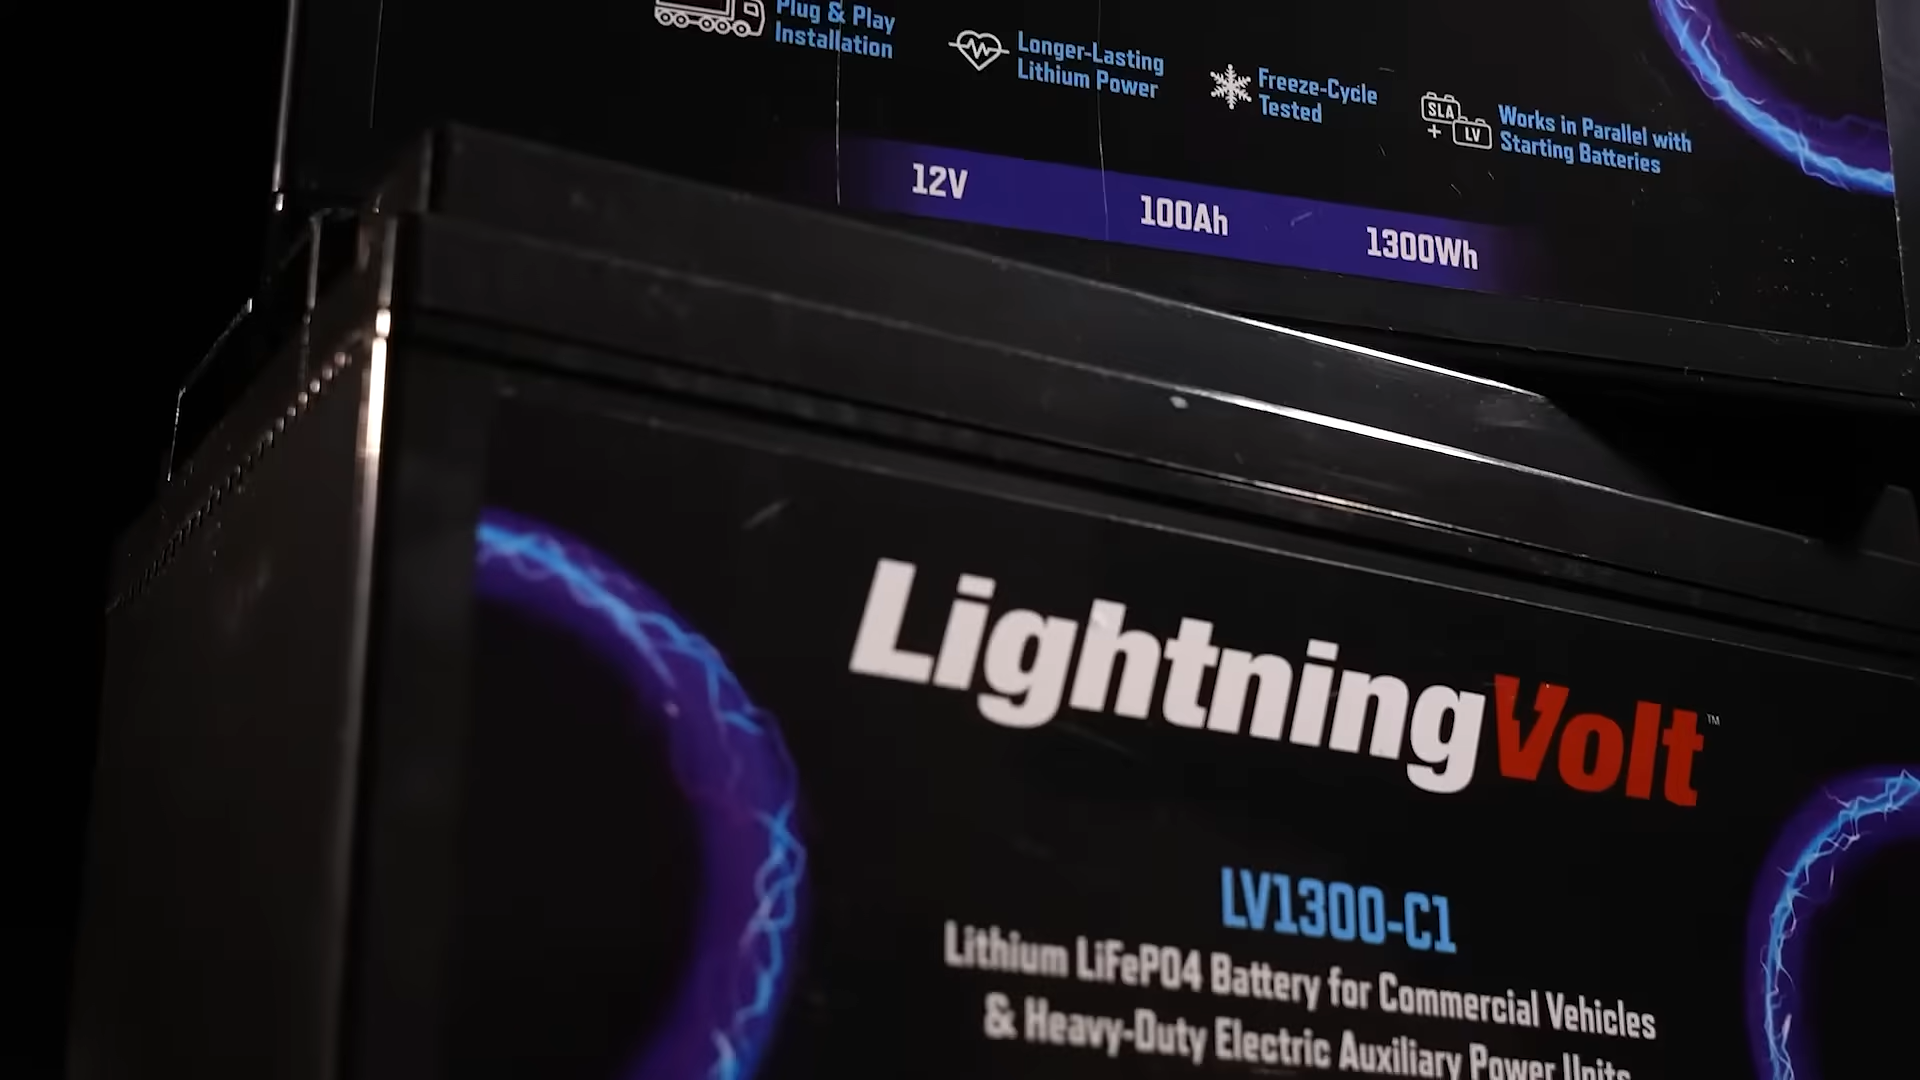 Plug & Play
Installation
Longer-Lasting
Lithium Power
Freeze-Cycle
Tested
SLA
+ LV
Works in Parallel with
Starting Batteries
12V
100Ah
1300Wh
LightningVolt™
LV1300-C1
Lithium LiFePO4 Battery for Commercial Vehicles
& Heavy-Duty Electric Auxiliary Power Units